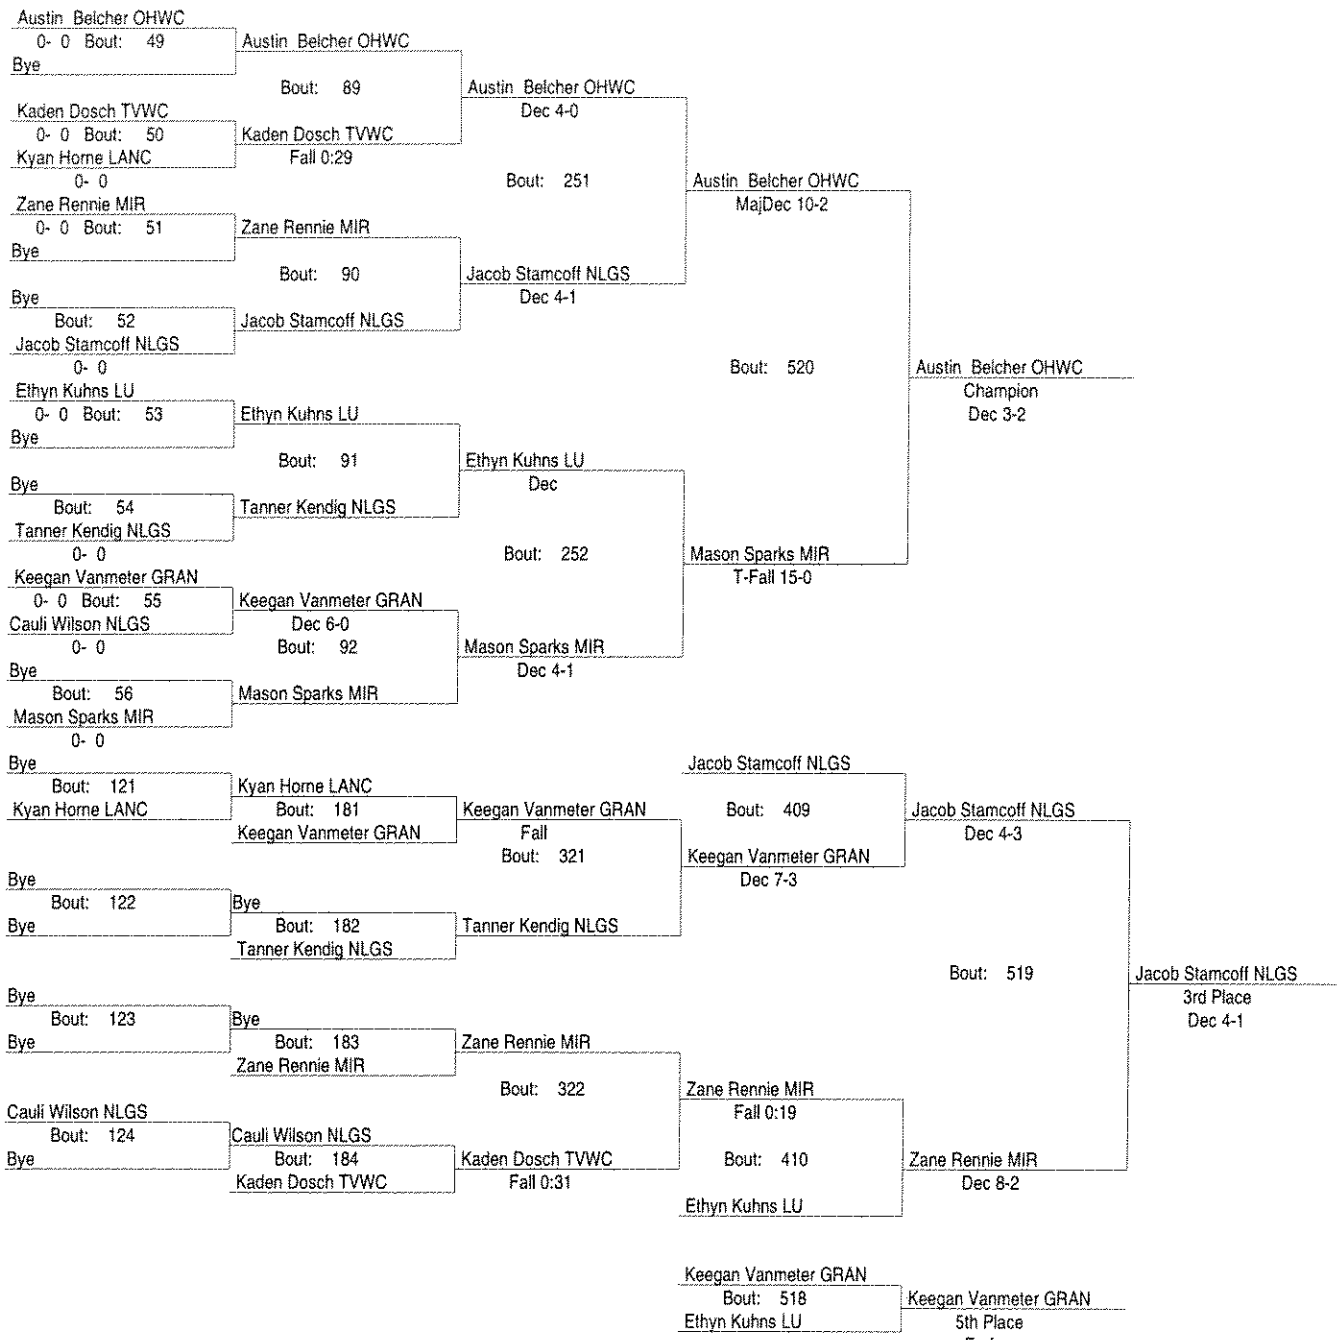 Austin Belcher OHWC
0- 0 Bout: 49
Bye
Austin Belcher OHWC
Bout: 89
Kaden Dosch TVWC
0- 0 Bout: 50
Kyan Horne LANC
0- 0
Kaden Dosch TVWC
Fall 0:29
Austin Belcher OHWC
Dec 4-0
Zane Rennie MIR
0- 0 Bout: 51
Bye
Zane Rennie MIR
Bout: 90
Bye
Bout: 52
Jacob Stamcoff NLGS
0- 0
Jacob Stamcoff NLGS
Jacob Stamcoff NLGS
Dec 4-1
Bout: 251
Austin Belcher OHWC
MajDec 10-2
Ethyn Kuhns LU
0- 0 Bout: 53
Bye
Ethyn Kuhns LU
Bout: 91
Bye
Bout: 54
Tanner Kendig NLGS
0- 0
Tanner Kendig NLGS
Ethyn Kuhns LU
Dec
Keegan Vanmeter GRAN
0- 0 Bout: 55
Cauli Wilson NLGS
0- 0
Keegan Vanmeter GRAN
Dec 6-0
Bout: 92
Bye
Bout: 56
Mason Sparks MIR
0- 0
Mason Sparks MIR
Mason Sparks MIR
Dec 4-1
Bout: 252
Mason Sparks MIR
T-Fall 15-0
Bout: 520
Austin Belcher OHWC
Champion
Dec 3-2
Bye
Bout: 121
Kyan Horne LANC
Kyan Horne LANC
Bout: 181
Keegan Vanmeter GRAN
Keegan Vanmeter GRAN
Fall
Bout: 321
Bye
Bout: 122
Bye
Bye
Bout: 182
Tanner Kendig NLGS
Tanner Kendig NLGS
Jacob Stamcoff NLGS
Bout: 409
Keegan Vanmeter GRAN
Dec 7-3
Jacob Stamcoff NLGS
Dec 4-3
Bye
Bout: 123
Bye
Bye
Bout: 183
Zane Rennie MIR
Zane Rennie MIR
Bout: 322
Cauli Wilson NLGS
Bout: 124
Bye
Cauli Wilson NLGS
Bout: 184
Kaden Dosch TVWC
Kaden Dosch TVWC
Fall 0:31
Zane Rennie MIR
Fall 0:19
Bout: 410
Ethyn Kuhns LU
Zane Rennie MIR
Dec 8-2
Bout: 519
Jacob Stamcoff NLGS
3rd Place
Dec 4-1
Keegan Vanmeter GRAN
Bout: 518
Ethyn Kuhns LU
Keegan Vanmeter GRAN
5th Place